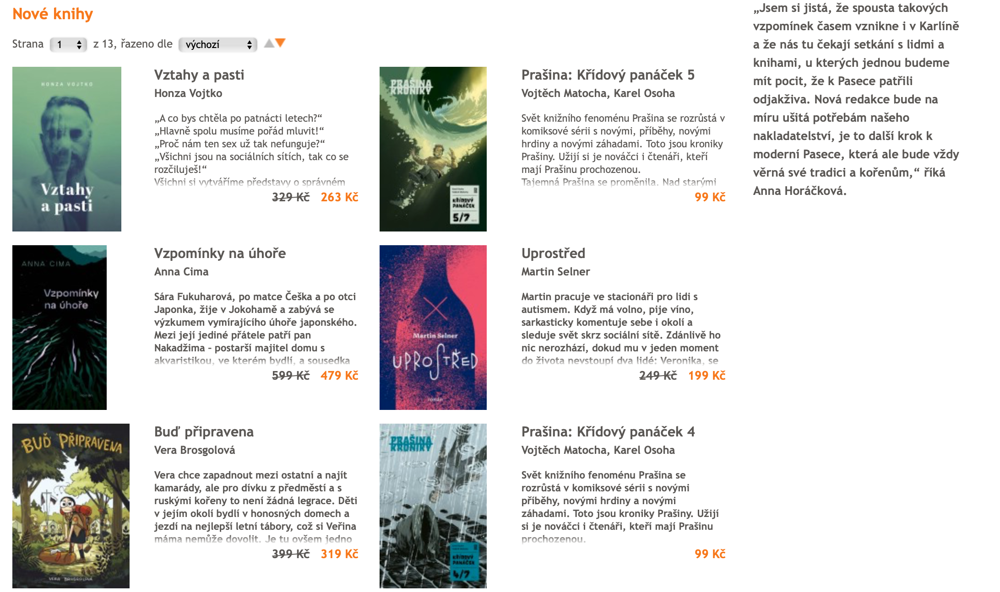 Nové knihy
Strana 1 z 13, řazeno dle výchozí
HONZA VOJTKO
Vztahy
a pasti
Vztahy a pasti
Honza Vojtko
„A co bys chtěla po patnácti letech?“
„Hlavně spolu musíme pořád mluvit!“
„Proč nám ten sex už tak nefunguje?“
„Všichni jsou na sociálních sítích, tak co se
rozčiluješ!“
Všichni si vytváříme představy o správném
329 Kč 263 Kč
PRAŠINA
KRONIKY
KŘÍDOVÝ
PANÁČEK
5/7
Prašina: Křídový panáček 5
Vojtěch Matocha, Karel Osoha
Svět knižního fenoménu Prašina se rozrůstá v
komiksové sérii s novými, příběhy, novými
hrdiny a novými záhadami. Toto jsou kroniky
Prašiny. Užijí si je nováčci i čtenáři, kteří
mají Prašinu prochozenou.
Tajemná Prašina se proměnila. Nad starými
99 Kč
ANNA CIMA
Vzpomínky
na úhoře
román
Vzpomínky na úhoře
Anna Cima
Sára Fukuharová, po matce Češka a po otci
Japonka, žije v Jokohamě a zabývá se
výzkumem vymírajícího úhoře japonského.
Mezi její jediné přátele patří pan
Nakadžima – postarší majitel domu s
akvaristikou, ve kterém bydlí, a sousedka
599 Kč 479 Kč
Martin Selner
UPROSTŘED
román
Uprostřed
Martin Selner
Martin pracuje ve stacionáři pro lidi s
autismem. Když má volno, pije víno,
sarkasticky komentuje sebe i okolí a
sleduje svět skrz sociální sítě. Zdánlivě ho
nic nerozhází, dokud mu v jeden moment
do života nevstoupí dva lidé: Veronika, se
249 Kč 199 Kč
BUĎ PŘIPRAVENA
VERA BROSGOLOVÁ
Buď připravena
Vera Brosgolová
Vera chce zapadnout mezi ostatní a najít
kamarády, ale pro dívku z předměstí a s
ruskými kořeny to není žádná legrace. Děti
v jejím okolí bydlí v honosných domech a
jezdí na nejlepší letní tábory, což si Veřina
máma nemůže dovolit. Je tu ovšem jedno
399 Kč 319 Kč
PRAŠINA
KRONIKY
KŘÍDOVÝ
PANÁČEK
4/7
Prašina: Křídový panáček 4
Vojtěch Matocha, Karel Osoha
Svět knižního fenoménu Prašina se
rozrůstá v komiksové sérii s novými
příběhy, novými hrdiny a novými
záhadami. Toto jsou kroniky Prašiny. Užijí
si je nováčci i čtenáři, kteří mají Prašinu
prochozenou.
99 Kč
„Jsem si jistá, že spousta takových
vzpomínek časem vznikne i v Karlíně
a že nás tu čekají setkání s lidmi a
knihami, u kterých jednou budeme
mít pocit, že k Pasece patřili
odjakživa. Nová redakce bude na
míru ušitá potřebám našeho
nakladatelství, je to další krok k
moderní Pasece, která ale bude vždy
věrná své tradici a kořenům,“ říká
Anna Horáčková.